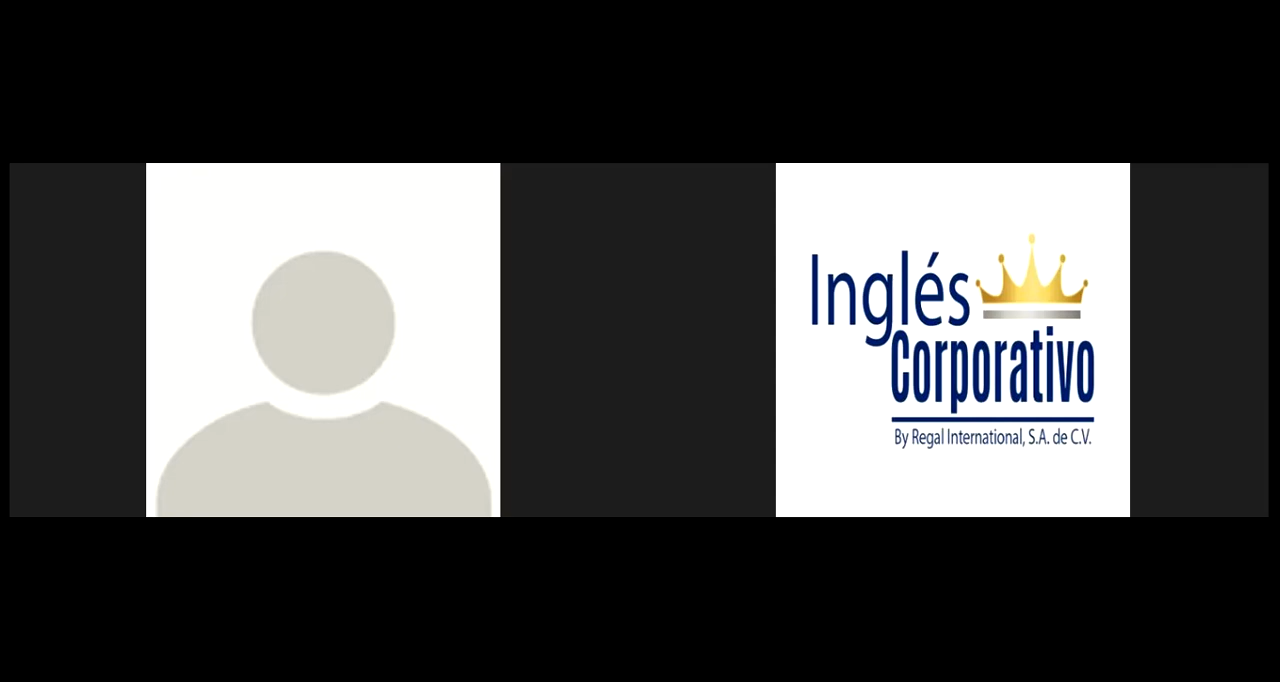 Inglés
Corporativo
By Regal International, S.A. de C.V.